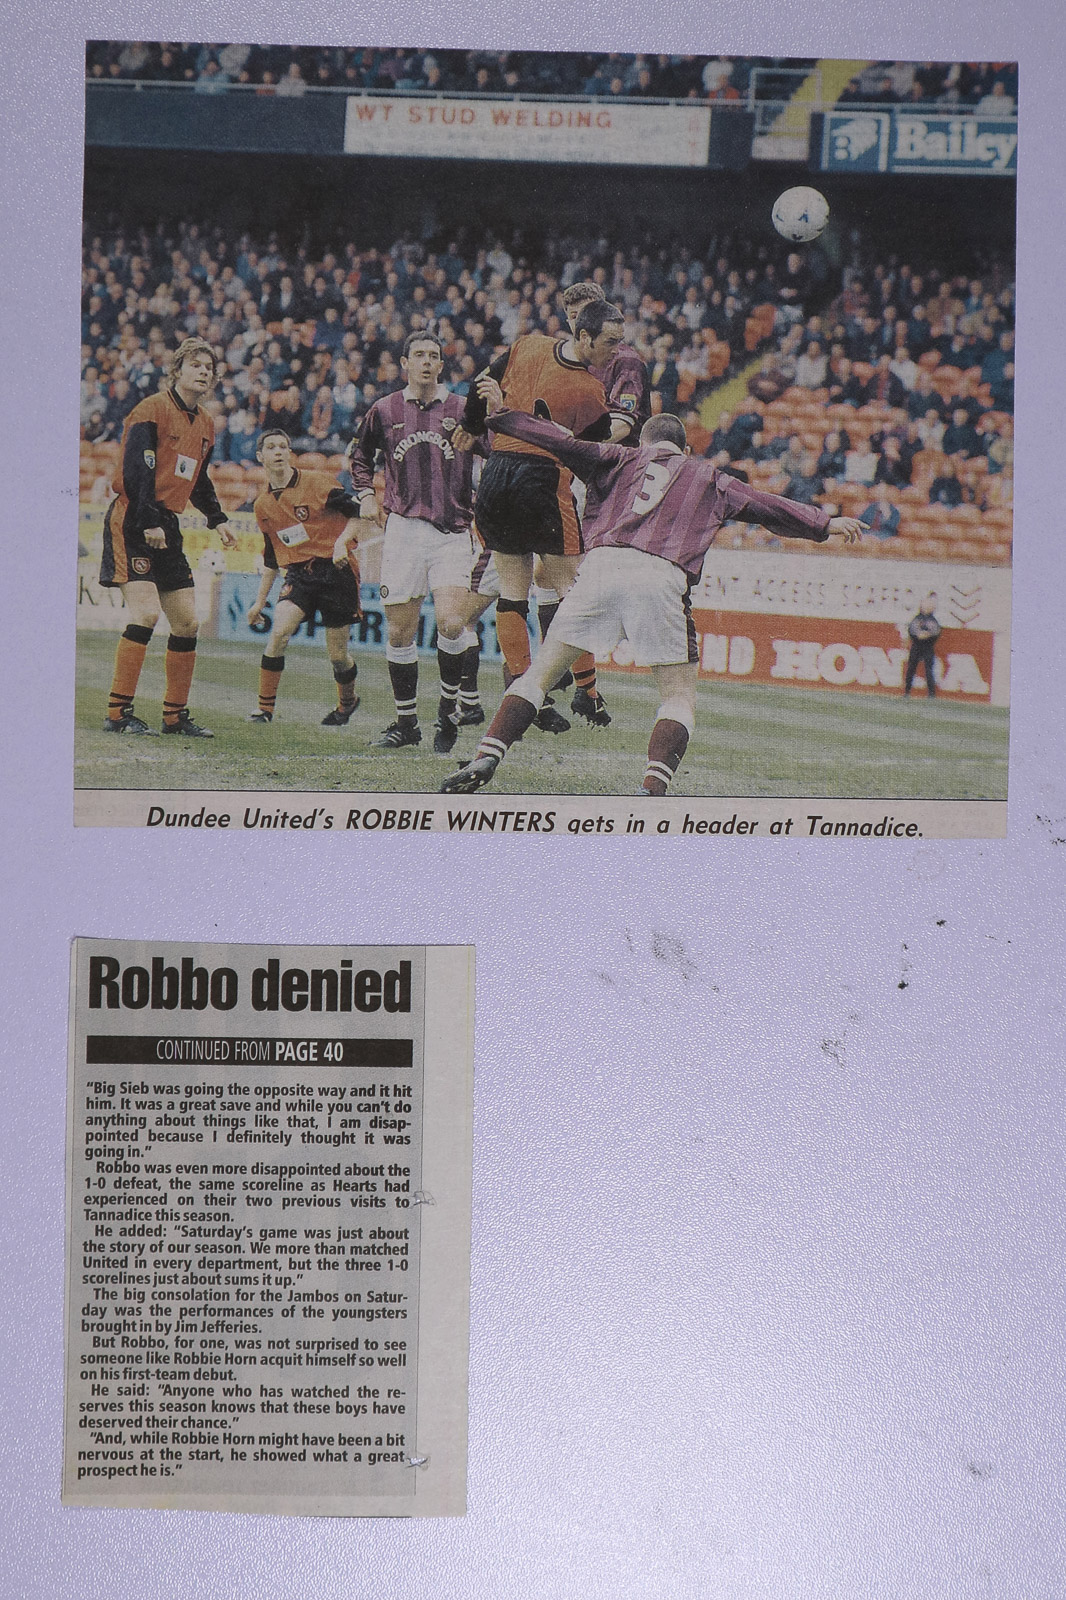 WT STUD WELDING
Bailey
STRONGBOW
3
SUPER
ENT ACCESS SCAFFO
ND HONDA
Dundee United's ROBBIE WINTERS gets in a header at Tannadice.
Robbo denied
CONTINUED FROM PAGE 40
"Big Sieb was going the opposite way and it hit
him. It was a great save and while you can't do
anything about things like that, I am disap-
pointed because I definitely thought it was
going in."
Robbo was even more disappointed about the
1-0 defeat, the same scoreline as Hearts had
experienced on their two previous visits to
Tannadice this season.
He added: "Saturday's game was just about
the story of our season. We more than matched
United in every department, but the three 1-0
scorelines just about sums it up."
The big consolation for the Jambos on Satur-
day was the performances of the youngsters
brought in by Jim Jefferies.
But Robbo, for one, was not surprised to see
someone like Robbie Horn acquit himself so well
on his first-team debut.
He said: "Anyone who has watched the re-
serves this season knows that these boys have
deserved their chance."
"And, while Robbie Horn might have been a bit
nervous at the start, he showed what a great
prospect he is."